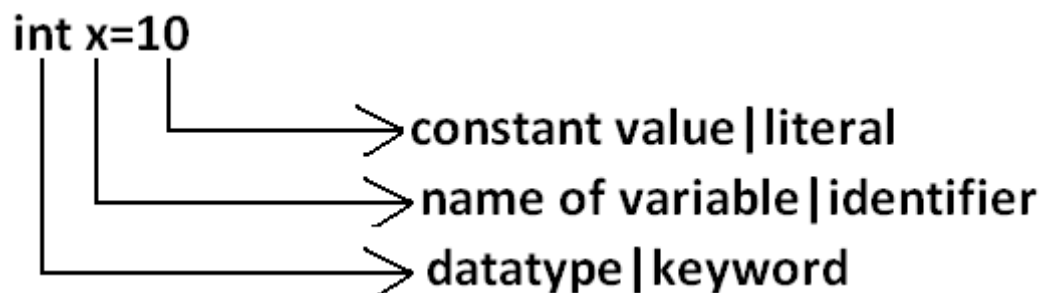 int x=10
constant value|literal
name of variable|identifier
datatype|keyword